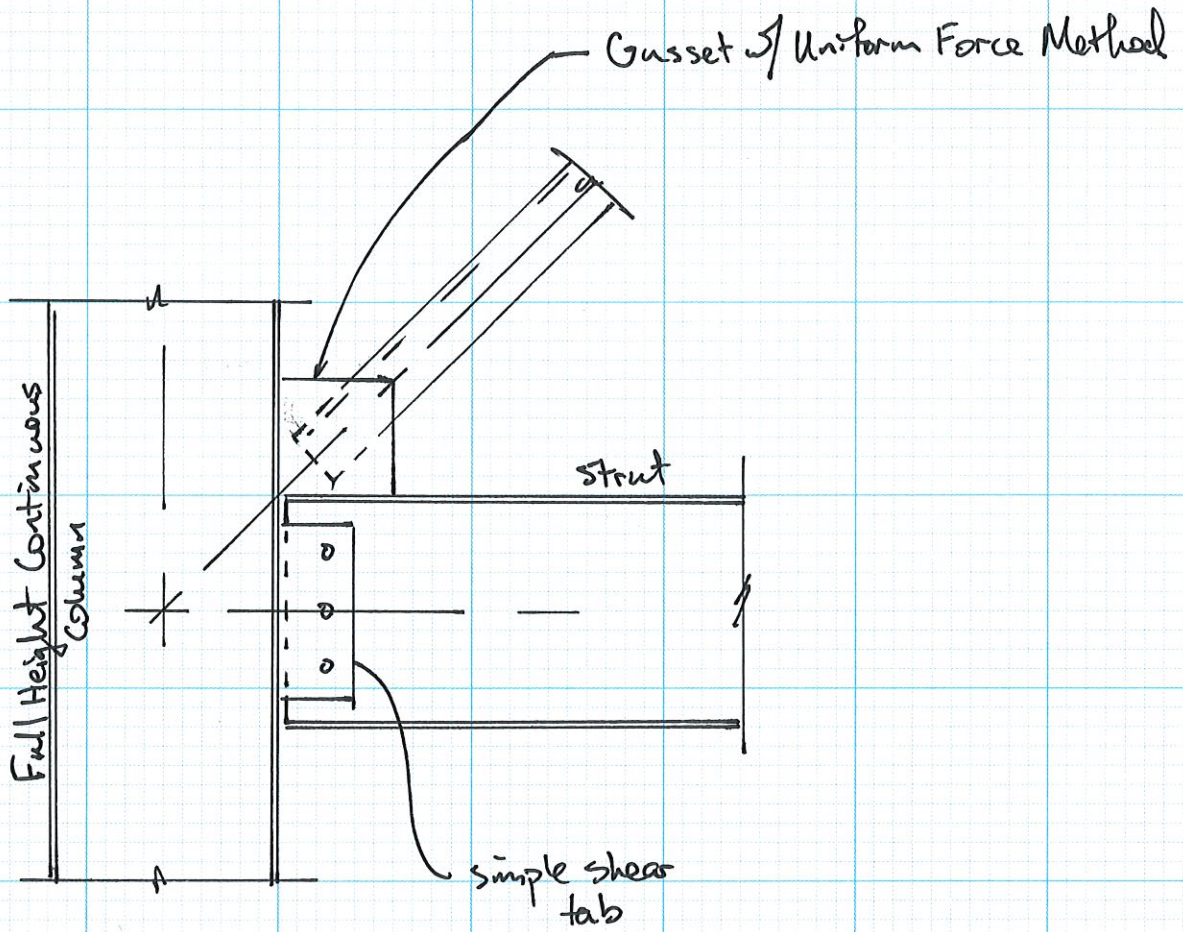 Gusset w/ Uniform Force Method
strut
Full Height Continuous
Column
simple shear
tab